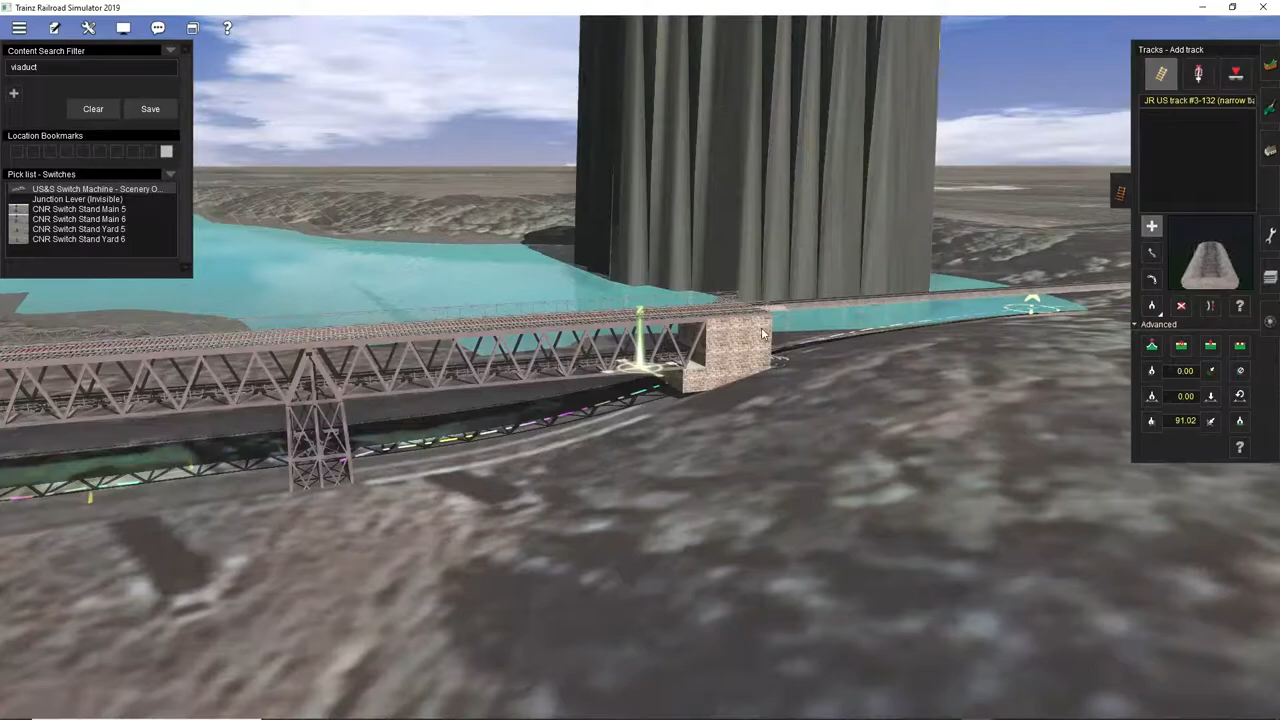 Trainz Railroad Simulator 2019
Content Search Filter
viaduct
Clear Save
Location Bookmarks
Pick list - Switches
US&S Switch Machine - Scenery O...
Junction Lever (Invisible)
CNR Switch Stand Main 5
CNR Switch Stand Main 6
CNR Switch Stand Yard 5
CNR Switch Stand Yard 6
Tracks - Add track
JR US track #3-132 (narrow ba
Advanced
0.00
0.00
91.02